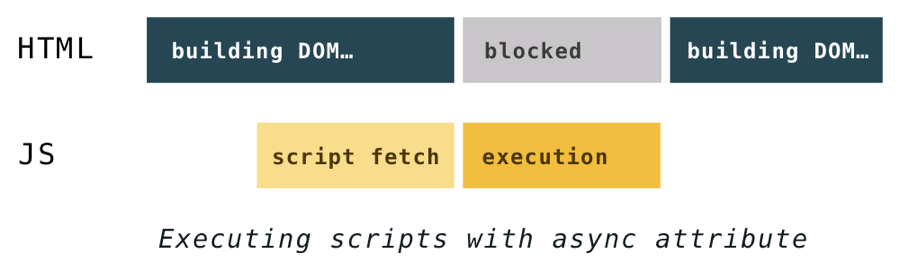 HTML building DOM… blocked building DOM…
JS script fetch execution
Executing scripts with async attribute